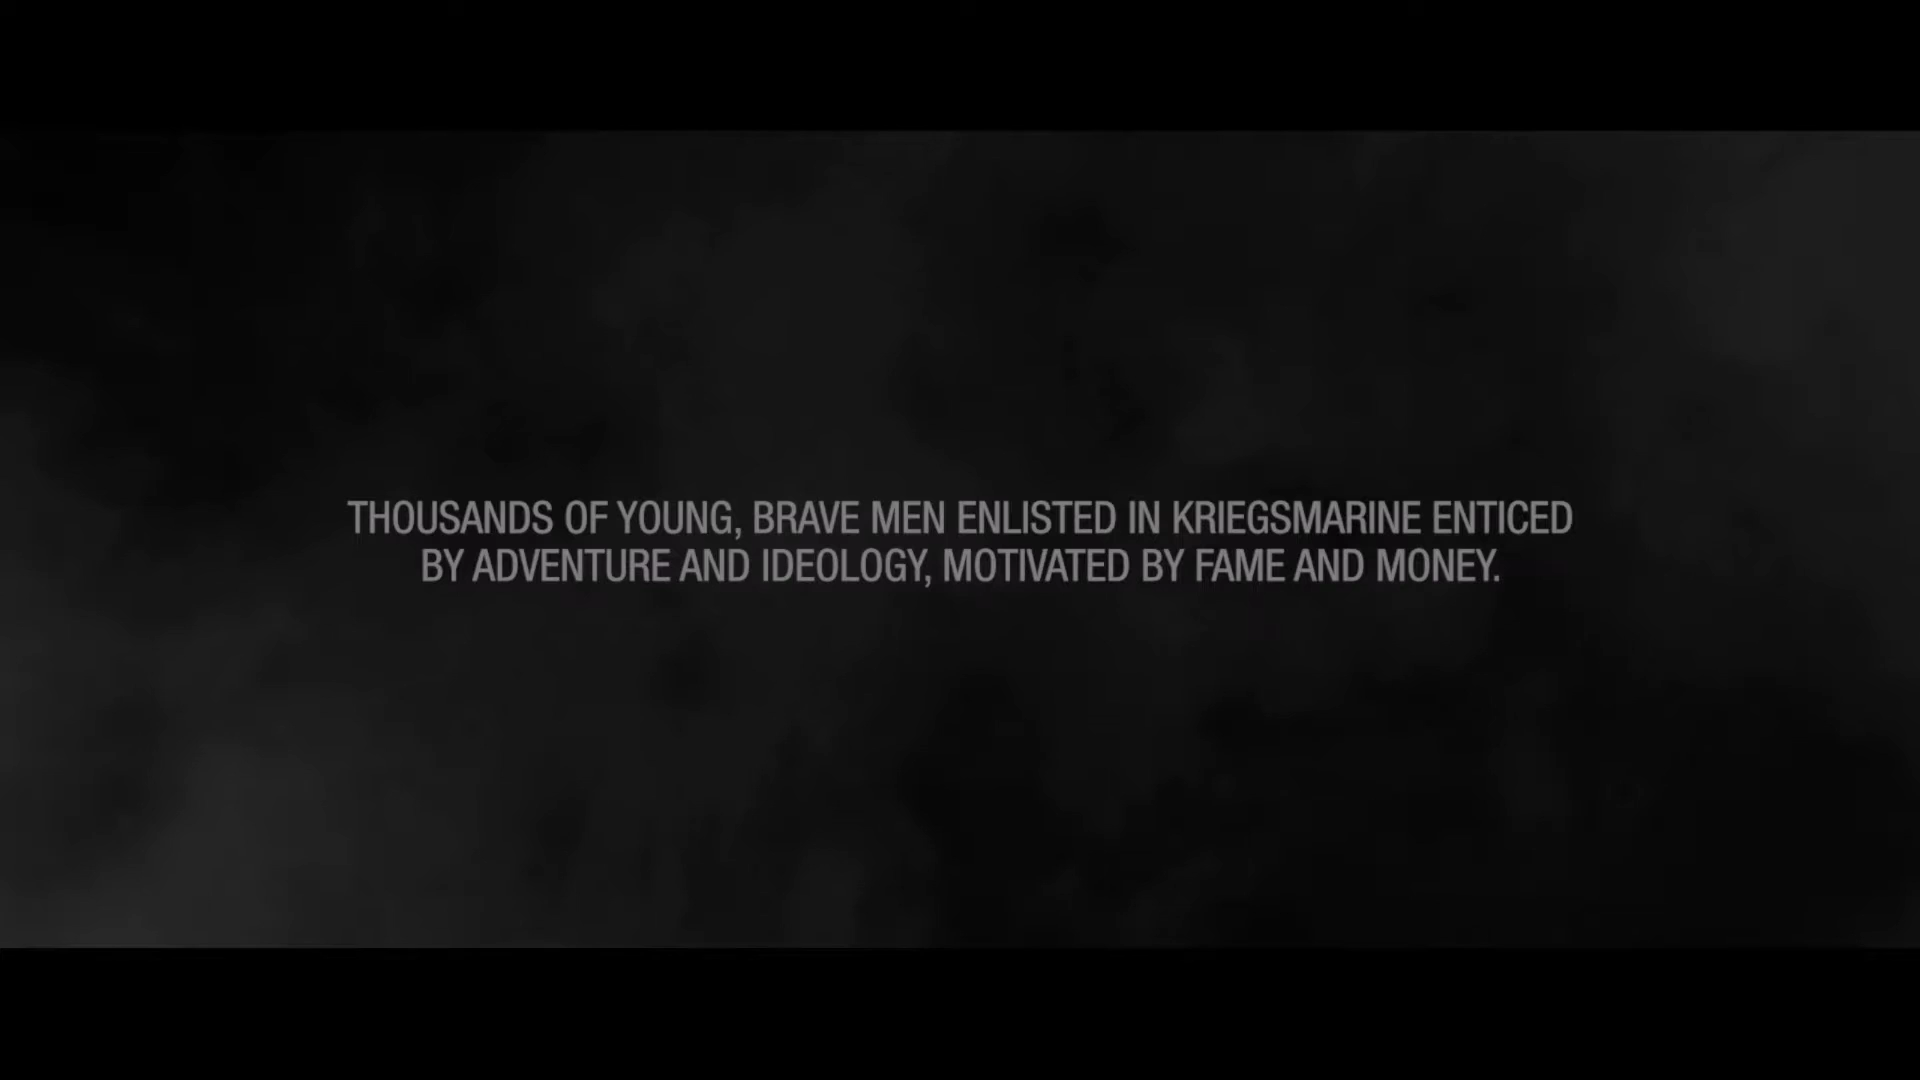 THOUSANDS OF YOUNG, BRAVE MEN ENLISTED IN KRIEGSMARINE ENTICED
BY ADVENTURE AND IDEOLOGY, MOTIVATED BY FAME AND MONEY.